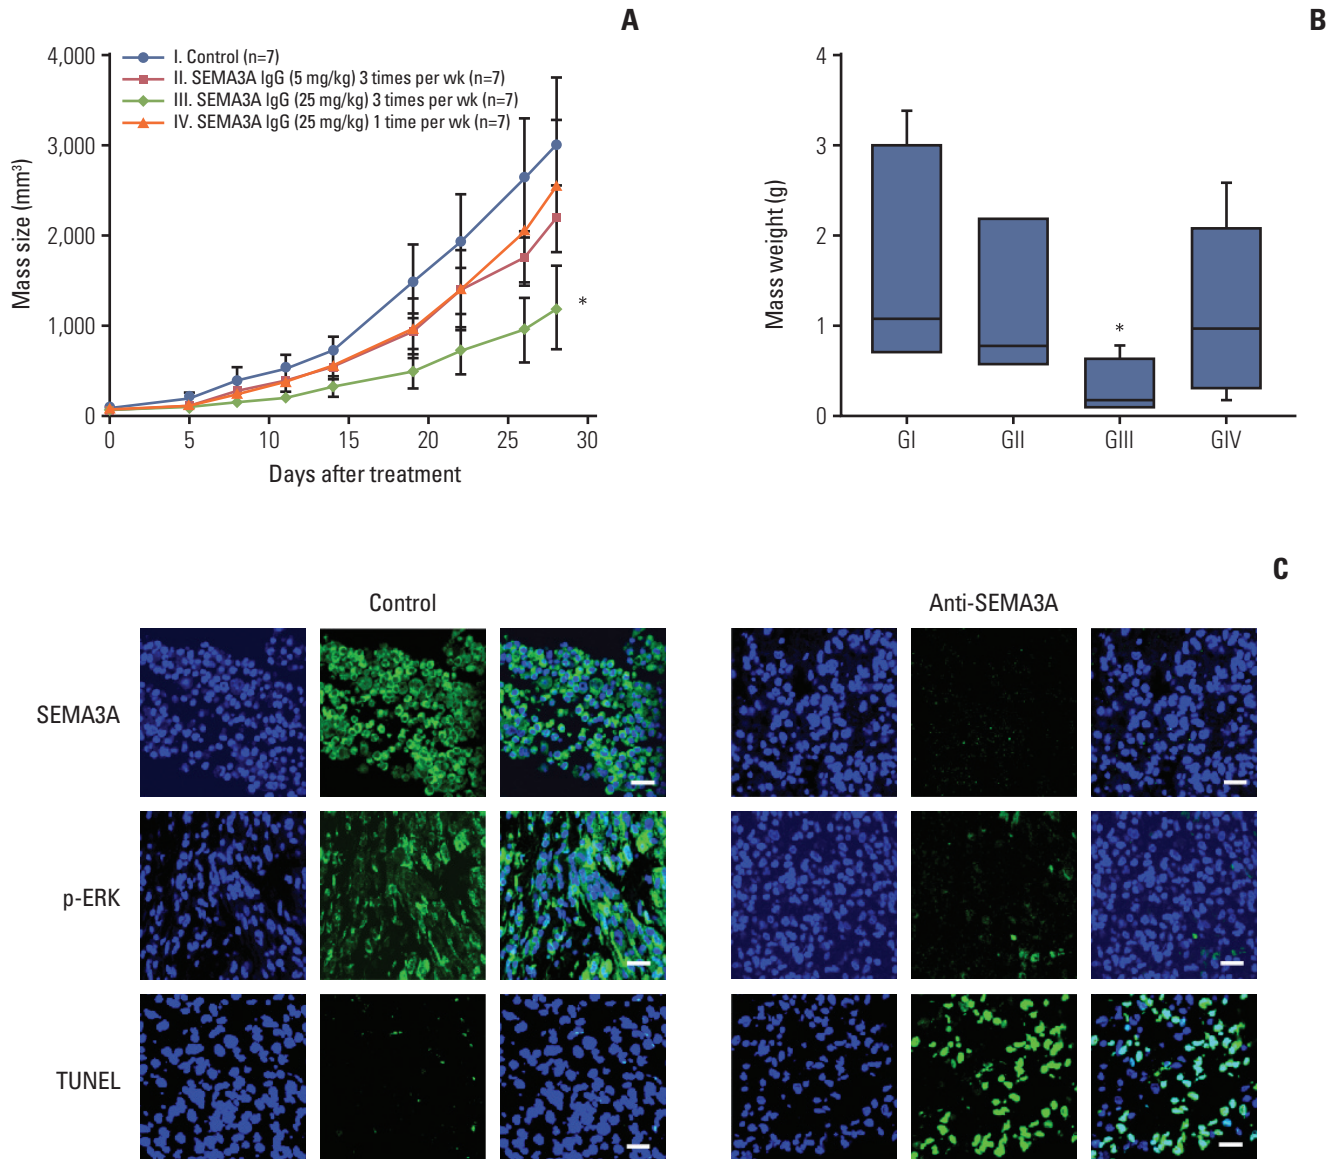 A
4,000
3,000
2,000
1,000
0
Mass size (mm³)
I. Control (n=7)
II. SEMA3A IgG (5 mg/kg) 3 times per wk (n=7)
III. SEMA3A IgG (25 mg/kg) 3 times per wk (n=7)
IV. SEMA3A IgG (25 mg/kg) 1 time per wk (n=7)
*
0 5 10 15 20 25 30
Days after treatment
B
4
3
2
1
0
Mass weight (g)
*
GI GII GIII GIV
C
Control
Anti-SEMA3A
SEMA3A
p-ERK
TUNEL